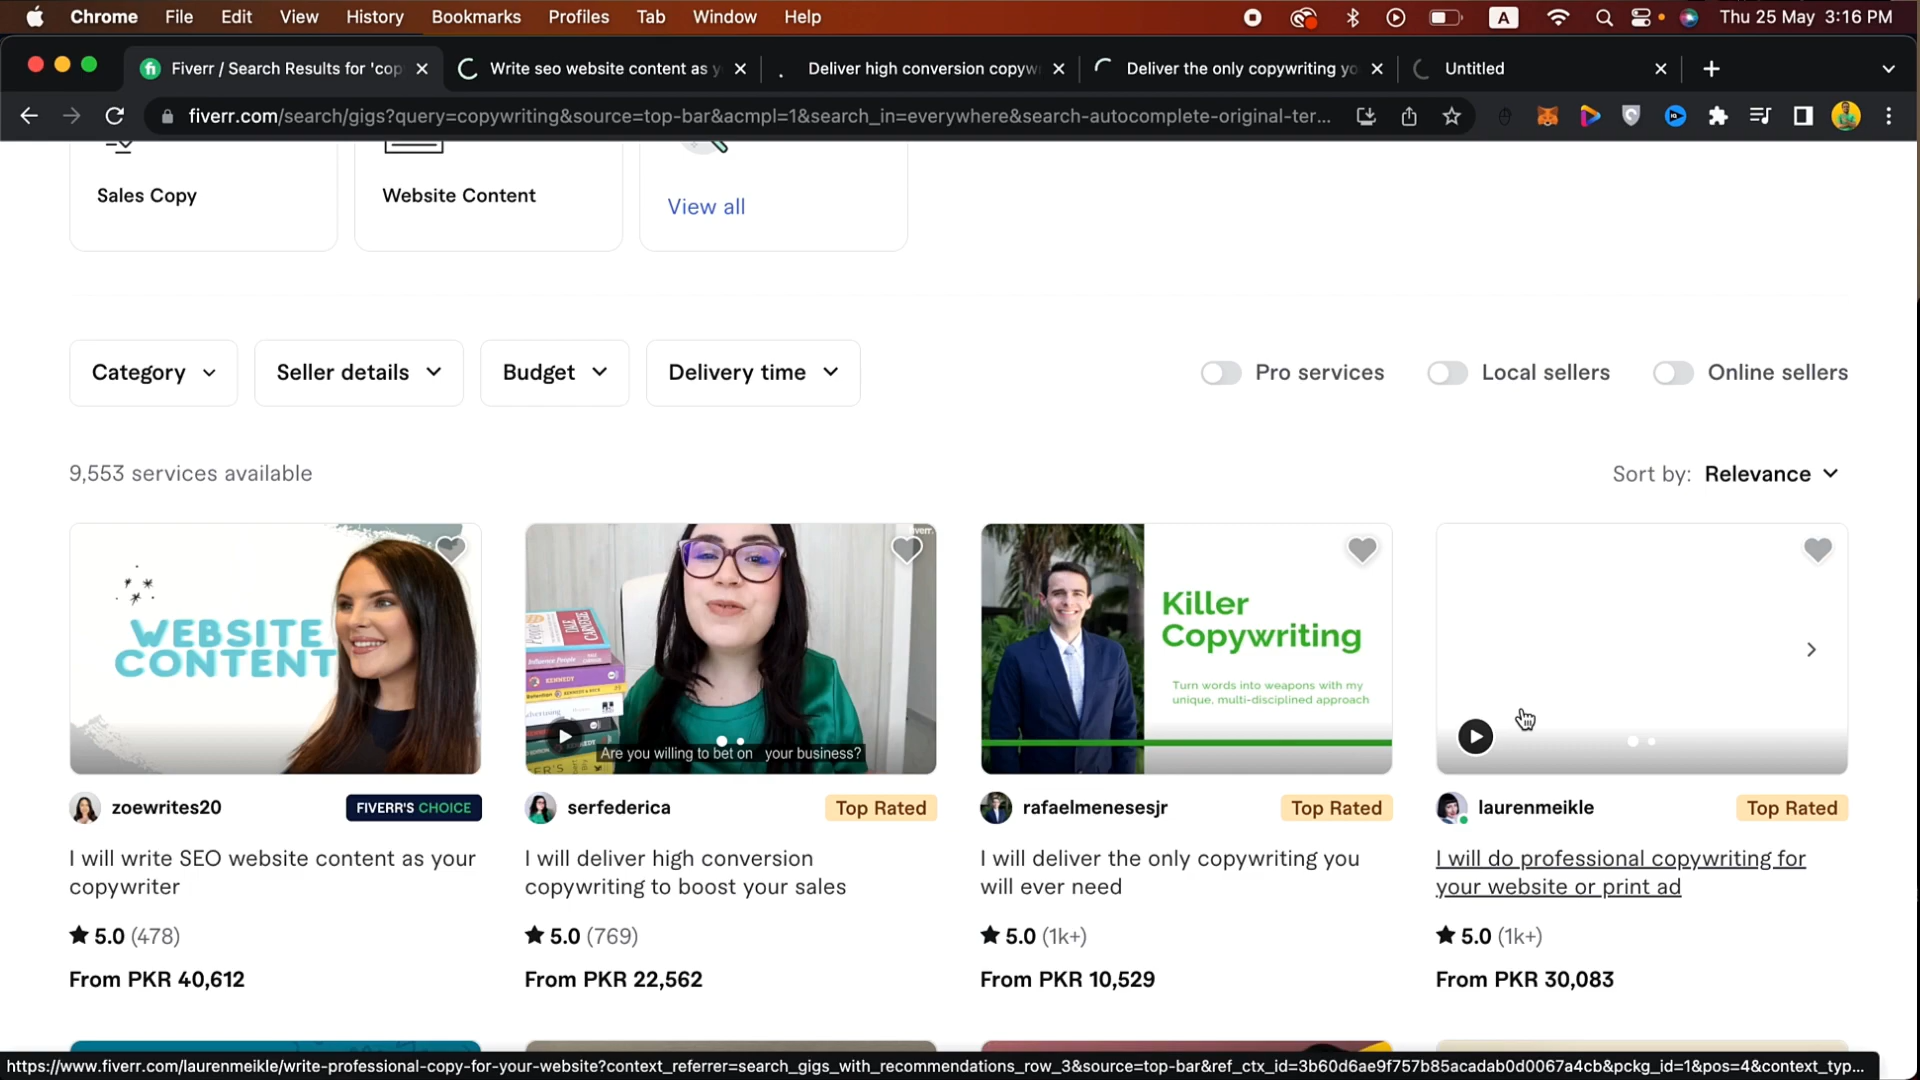 Chrome File Edit View History Bookmarks Profiles Tab Window Help A Thu 25 May 3:16 PM
Fiverr / Search Results for 'cop Write seo website content as y Deliver high conversion copyw Deliver the only copywriting yo Untitled
fiverr.com/search/gigs?query=copywriting&source=top-bar&acmpl=1&search_in=everywhere&search-autocomplete-original-ter...
Sales Copy Website Content View all
Category Seller details Budget Delivery time Pro services Local sellers Online sellers
9,553 services available Sort by: Relevance
WEBSITE
CONTENT
Are you willing to bet on your business?
Killer
Copywriting
Turn words into weapons with my
unique, multi-disciplined approach
zoewrites20 FIVERR'S CHOICE serfederica Top Rated rafaelmenesesjr Top Rated laurenmeikle Top Rated
I will write SEO website content as your
copywriter
I will deliver high conversion
copywriting to boost your sales
I will deliver the only copywriting you
will ever need
I will do professional copywriting for
your website or print ad
5.0 (478) 5.0 (769) 5.0 (1k+) 5.0 (1k+)
From PKR 40,612 From PKR 22,562 From PKR 10,529 From PKR 30,083
https://www.fiverr.com/laurenmeikle/write-professional-copy-for-your-website?context_referrer=search_gigs_with_recommendations_row_3&source=top-bar&ref_ctx_id=3b60d6ae9f757b85acadab0d0067a4cb&pckg_id=1&pos=4&context_typ...